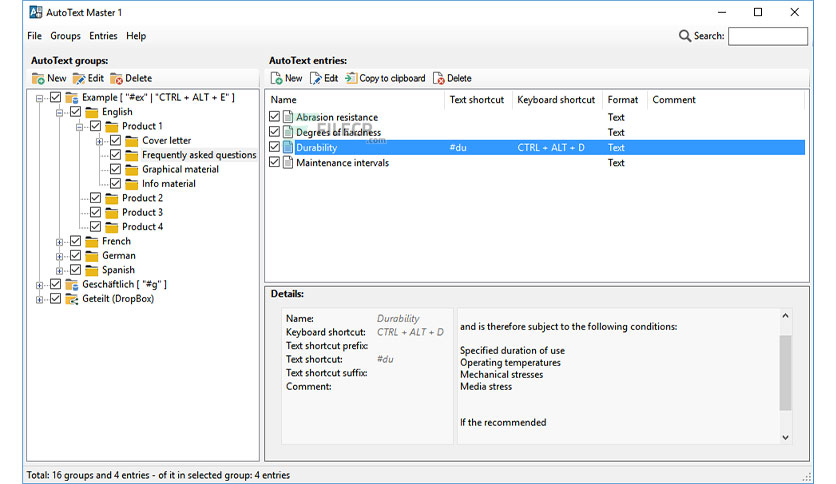 AutoText Master 1
File Groups Entries Help Search:
AutoText groups:
New Edit Delete
Example [ "#ex" | "CTRL + ALT + E" ]
English
Product 1
Cover letter
Frequently asked questions
Graphical material
Info material
Product 2
Product 3
Product 4
French
German
Spanish
Geschäftlich [ "#g" ]
Geteilt (DropBox)
AutoText entries:
New Edit Copy to clipboard Delete
Name Text shortcut Keyboard shortcut Format Comment
Abrasion resistance Text
Degrees of hardness Text
FILECR
.com
Durability #du CTRL + ALT + D Text
Maintenance intervals Text
Details:
Name: Durability
Keyboard shortcut: CTRL + ALT + D
Text shortcut prefix:
Text shortcut: #du
Text shortcut suffix:
Comment:
and is therefore subject to the following conditions:
Specified duration of use
Operating temperatures
Mechanical stresses
Media stress
If the recommended
Total: 16 groups and 4 entries - of it in selected group: 4 entries